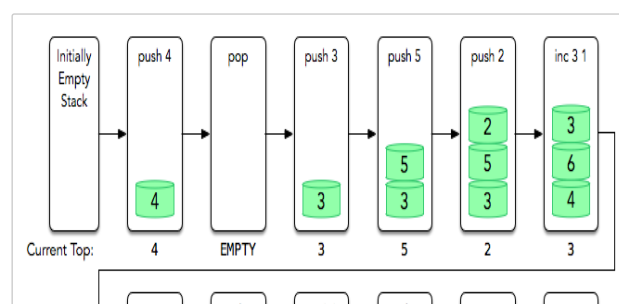 Initially
Empty
Stack
push 4
pop
push 3
push 5
push 2
inc 3 1
2
3
5
5
6
4
3
3
3
4
Current Top:
4
EMPTY
3
5
2
3